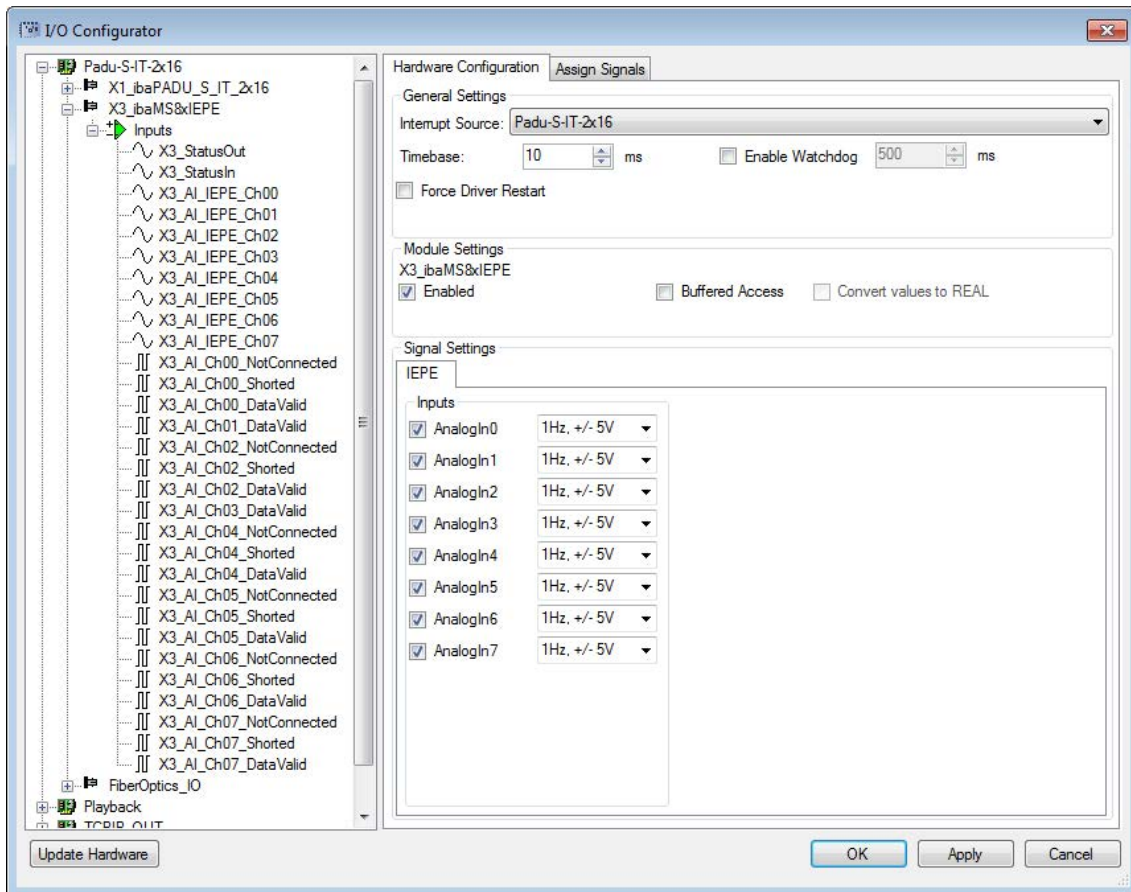 I/O Configurator
Padu-S-IT-2x16
X1_ibaPADU_S_IT_2x16
X3_ibaMS8xIEPE
Inputs
X3_StatusOut
X3_StatusIn
X3_AI_IEPE_Ch00
X3_AI_IEPE_Ch01
X3_AI_IEPE_Ch02
X3_AI_IEPE_Ch03
X3_AI_IEPE_Ch04
X3_AI_IEPE_Ch05
X3_AI_IEPE_Ch06
X3_AI_IEPE_Ch07
X3_AI_Ch00_NotConnected
X3_AI_Ch00_Shorted
X3_AI_Ch00_DataValid
X3_AI_Ch01_DataValid
X3_AI_Ch02_NotConnected
X3_AI_Ch02_Shorted
X3_AI_Ch02_DataValid
X3_AI_Ch03_DataValid
X3_AI_Ch04_NotConnected
X3_AI_Ch04_Shorted
X3_AI_Ch04_DataValid
X3_AI_Ch05_NotConnected
X3_AI_Ch05_Shorted
X3_AI_Ch05_DataValid
X3_AI_Ch06_NotConnected
X3_AI_Ch06_Shorted
X3_AI_Ch06_DataValid
X3_AI_Ch07_NotConnected
X3_AI_Ch07_Shorted
X3_AI_Ch07_DataValid
FiberOptics_IO
Playback
TCPIP_OUT
Hardware Configuration Assign Signals
General Settings
Interrupt Source: Padu-S-IT-2x16
Timebase: 10 ms Enable Watchdog 500 ms
Force Driver Restart
Module Settings
X3_ibaMS8xIEPE
Enabled Buffered Access Convert values to REAL
Signal Settings
IEPE
Inputs
AnalogIn0 1Hz, +/- 5V
AnalogIn1 1Hz, +/- 5V
AnalogIn2 1Hz, +/- 5V
AnalogIn3 1Hz, +/- 5V
AnalogIn4 1Hz, +/- 5V
AnalogIn5 1Hz, +/- 5V
AnalogIn6 1Hz, +/- 5V
AnalogIn7 1Hz, +/- 5V
Update Hardware OK Apply Cancel